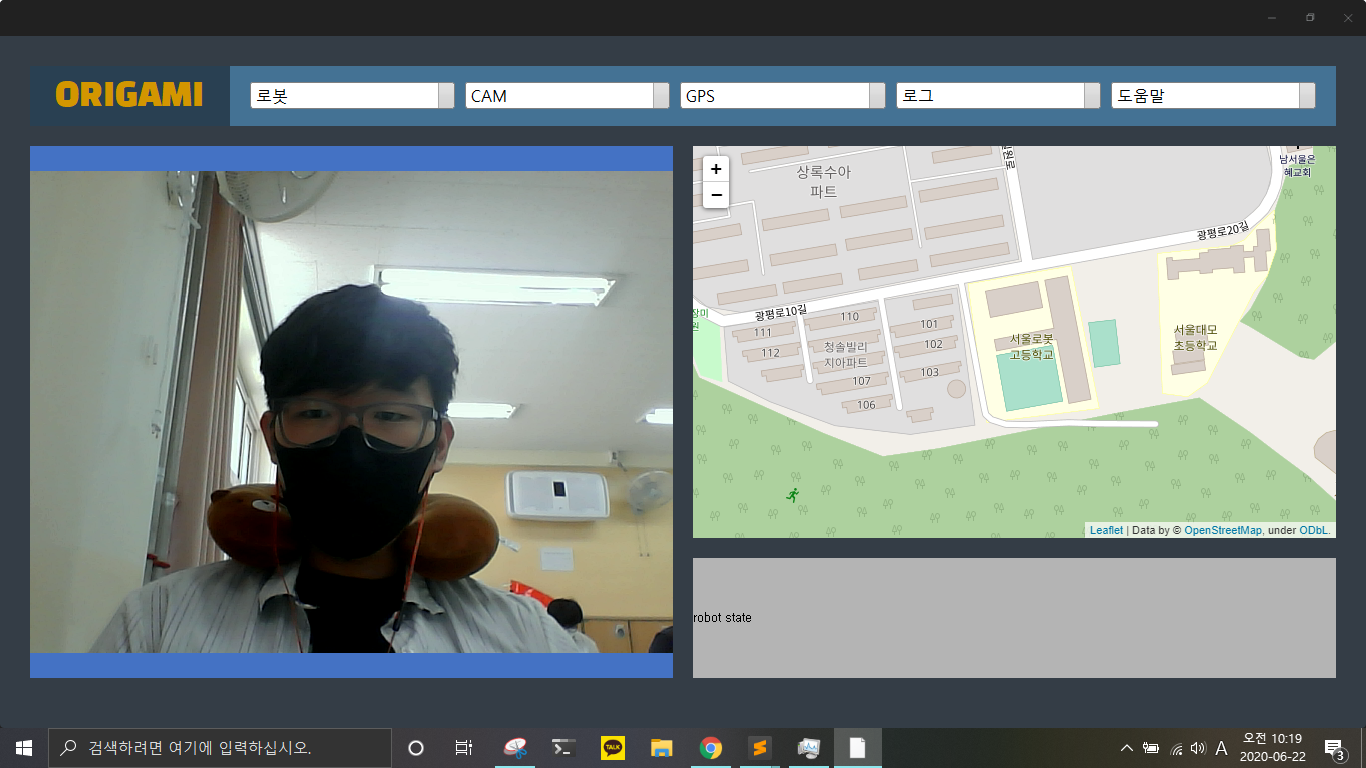 ORIGAMI
로봇
CAM
GPS
로그
도움말
+
−
상록수아
파트
남서울은
혜교회
광평로20길
광평로10길
장미
110
111
112
청솔빌리
지아파트
107
106
101
102
103
서울로봇
고등학교
서울대모
초등학교
Leaflet | Data by © OpenStreetMap, under ODbL.
robot state
검색하려면 여기에 입력하십시오.
TALK
A
오전 10:19
2020-06-22
3